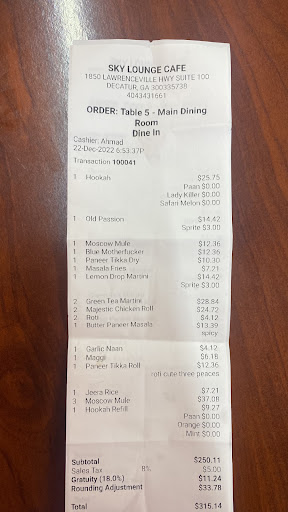 SKY LOUNGE CAFE
1850 LAWRENCEVILLE HWY SUITE 100
DECATUR, GA 300335738
4043431661
ORDER: Table 5 - Main Dining
Room
Dine In
Cashier: Ahmad
22-Dec-2022 6:53:37P
Transaction 100041
1 Hookah $25.75
Paan $0.00
Lady Killer $0.00
Safari Melon $0.00
1 Old Passion $14.42
Sprite $3.00
1 Moscow Mule $12.36
1 Blue Motherfucker $12.36
1 Paneer Tikka Dry $10.30
1 Masala Fries $7.21
1 Lemon Drop Martini $14.42
Sprite $3.00
2 Green Tea Martini $28.84
2 Majestic Chicken Roll $24.72
2 Roti $4.12
1 Butter Paneer Masala $13.39
spicy
1 Garlic Naan $4.12
1 Maggi $6.18
1 Paneer Tikka Roll $12.36
roti cute three peaces
1 Jeera Rice $7.21
3 Moscow Mule $37.08
1 Hookah Refill $9.27
Paan $0.00
Orange $0.00
Mint $0.00
Subtotal $250.11
Sales Tax 8% $5.00
Gratuity (18.0%) $11.24
Rounding Adjustment $33.78
Total $315.14